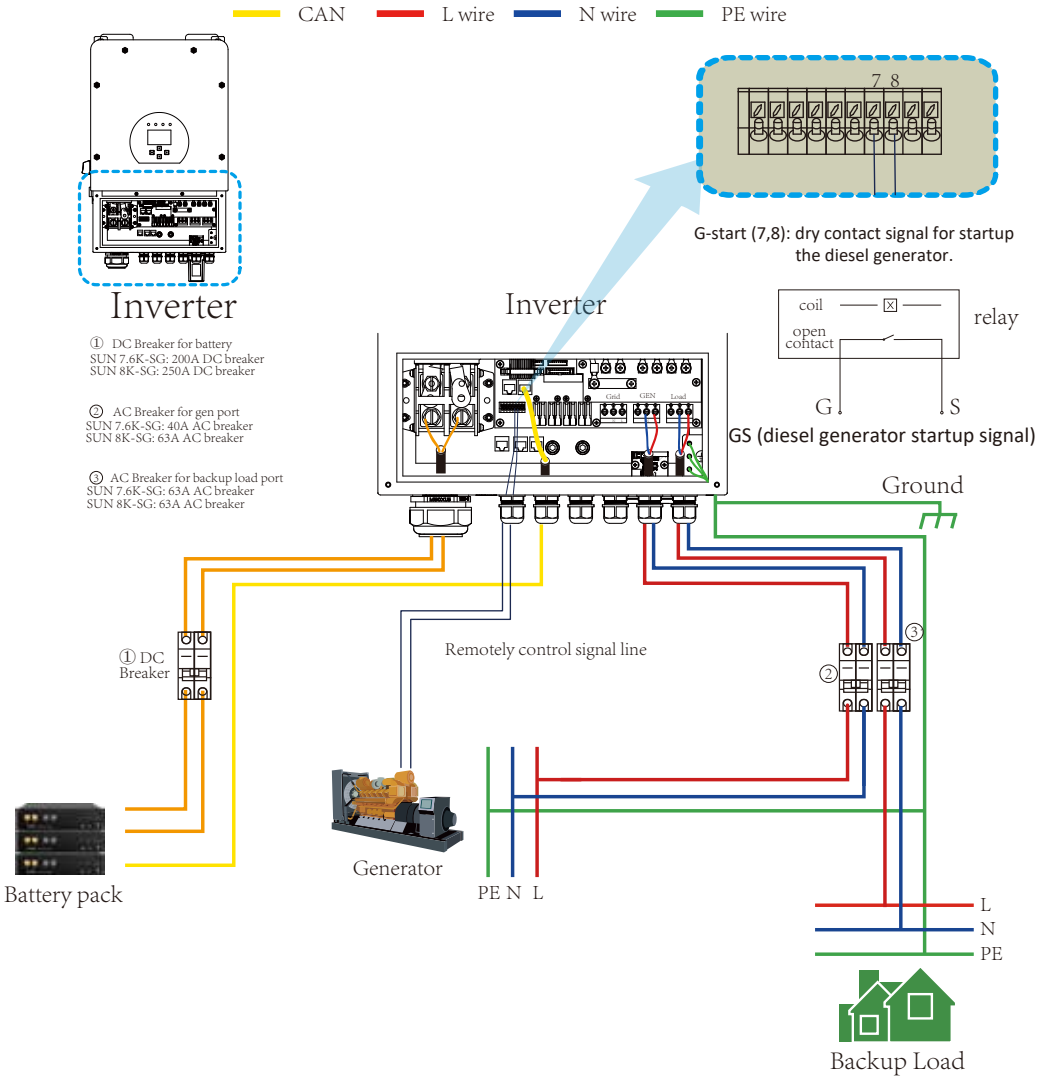 CAN
L wire
N wire
PE wire
7 8
G-start (7,8): dry contact signal for startup
the diesel generator.
Inverter
Inverter
coil
open
contact
relay
① DC Breaker for battery
SUN 7.6K-SG: 200A DC breaker
SUN 8K-SG: 250A DC breaker
② AC Breaker for gen port
SUN 7.6K-SG: 40A AC breaker
SUN 8K-SG: 63A AC breaker
③ AC Breaker for backup load port
SUN 7.6K-SG: 63A AC breaker
SUN 8K-SG: 63A AC breaker
Grid
GEN
Load
G
S
GS (diesel generator startup signal)
Ground
① DC
Breaker
Remotely control signal line
②
③
Battery pack
Generator
PE N L
L
N
PE
Backup Load